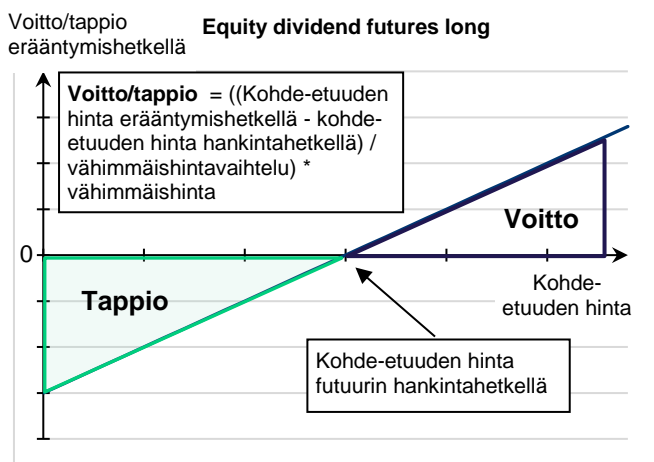 Voitto/tappio
erääntymishetkellä
Equity dividend futures long
Voitto/tappio = ((Kohde-etuuden
hinta erääntymishetkellä - kohde-
etuuden hinta hankintahetkellä) /
vähimmäishintavaihtelu) *
vähimmäishinta
Voitto
0
Tappio
Kohde-
etuuden hinta
Kohde-etuuden hinta
futuurin hankintahetkellä